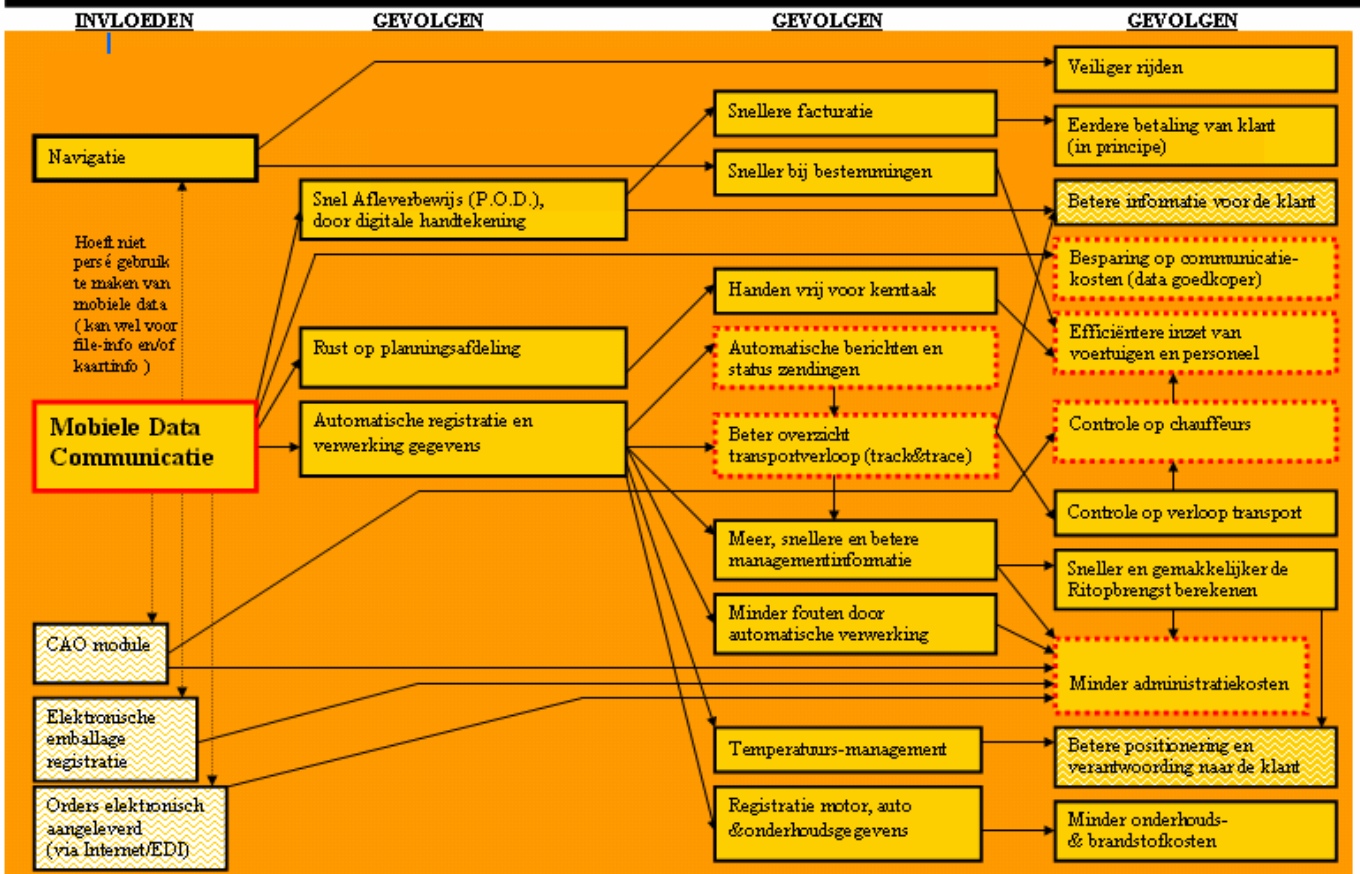 INVLOEDEN
GEVOLGEN
GEVOLGEN
GEVOLGEN
Navigatie
Hoeft niet
persé gebruik
te maken van
mobiele data
( kan wel voor
file-info en/of
kaartinfo )
Mobiele Data
Communicatie
CAO module
Elektronische
emballage
registratie
Orders elektronisch
aangeleverd
(via Internet/EDI)
Snel Afleverbewijs (P.O.D.),
door digitale handtekening
Rust op planningsafdeling
Automatische registratie en
verwerking gegevens
Snellere facturatie
Sneller bij bestemmingen
Handen vrij voor kerntaak
Automatische berichten en
status zendingen
Beter overzicht
transportverloop (track&trace)
Meer, snellere en betere
managementinformatie
Minder fouten door
automatische verwerking
Temperatuurs-management
Registratie motor, auto
&onderhoudsgegevens
Veiliger rijden
Eerdere betaling van klant
(in principe)
Betere informatie voor de klant
Besparing op communicatie-
kosten (data goedkoper)
Efficiëntere inzet van
voertuigen en personeel
Controle op chauffeurs
Controle op verloop transport
Sneller en gemakkelijker de
Ritopbrengst berekenen
Minder administratiekosten
Betere positionering en
verantwoording naar de klant
Minder onderhouds-
& brandstofkosten